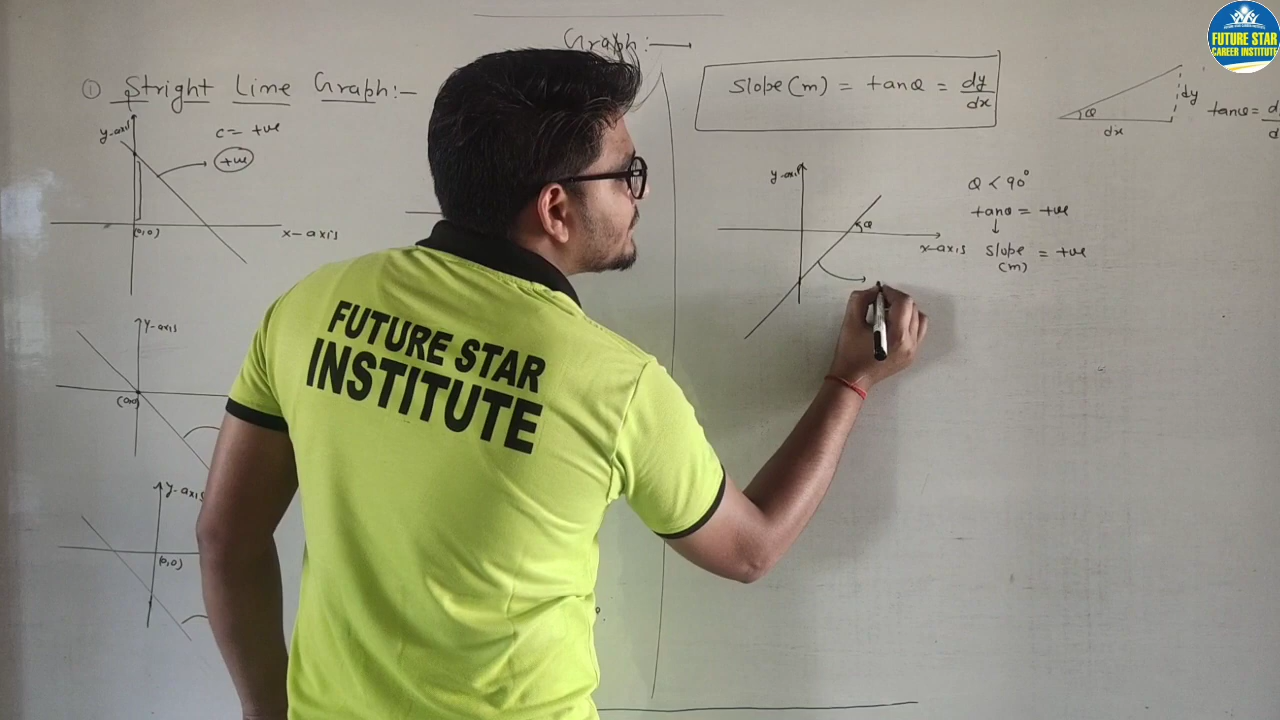 Graph:→
① Stright Line Graph:-
y-axis
c = +ve
+ve
(0,0)
x-axis
Y-axis
(0,0)
Y-axis
(0,0)
Slope(m) = tanθ = dy/dx
θ
dy
dx
tanθ=
y-axis
θ
x-axis
θ < 90°
tanθ = +ve
↓
slope = +ve
(m)
FUTURE STAR
INSTITUTE
FUTURE STAR
CAREER INSTITUTE